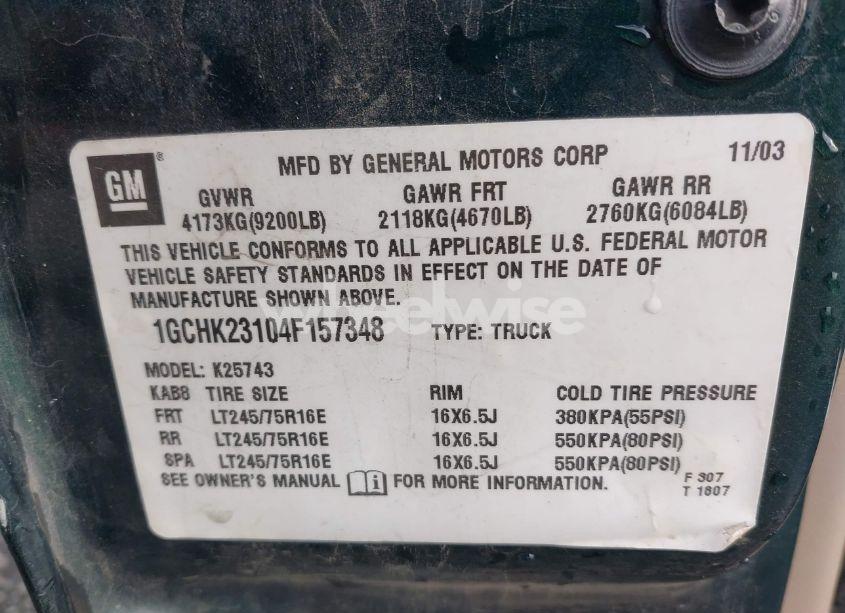 GM
MFD BY GENERAL MOTORS CORP 11/03
GVWR GAWR FRT GAWR RR
4173KG(9200LB) 2118KG(4670LB) 2760KG(6084LB)
THIS VEHICLE CONFORMS TO ALL APPLICABLE U.S. FEDERAL MOTOR
VEHICLE SAFETY STANDARDS IN EFFECT ON THE DATE OF
MANUFACTURE SHOWN ABOVE.
wheelwise
1GCHK23104F157348 TYPE: TRUCK
MODEL: K25743
KAB8 TIRE SIZE RIM COLD TIRE PRESSURE
FRT LT245/75R16E 16X6.5J 380KPA(55PSI)
RR LT245/75R16E 16X6.5J 550KPA(80PSI)
SPA LT245/75R16E 16X6.5J 550KPA(80PSI)
SEE OWNER'S MANUAL i FOR MORE INFORMATION.
F 307
T 1807